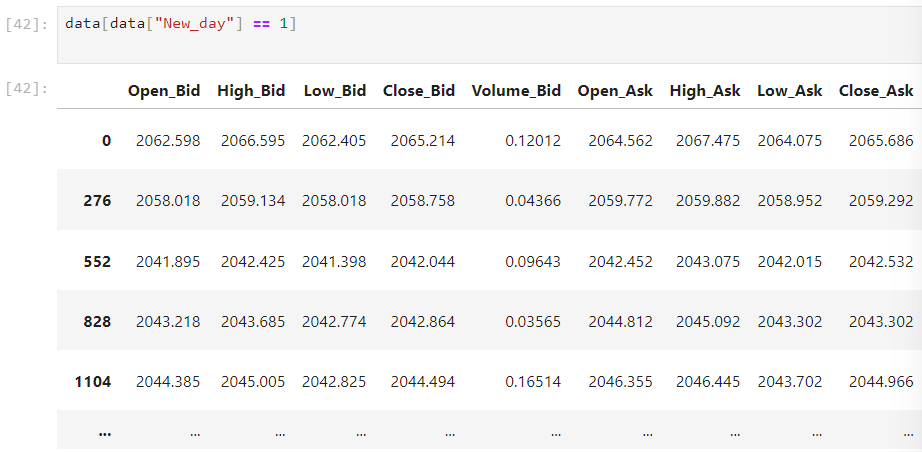 [42]: data[data["New_day"] == 1]
[42]:
Open_Bid High_Bid Low_Bid Close_Bid Volume_Bid Open_Ask High_Ask Low_Ask Close_Ask
0 2062.598 2066.595 2062.405 2065.214 0.12012 2064.562 2067.475 2064.075 2065.686
276 2058.018 2059.134 2058.018 2058.758 0.04366 2059.772 2059.882 2058.952 2059.292
552 2041.895 2042.425 2041.398 2042.044 0.09643 2042.452 2043.075 2042.015 2042.532
828 2043.218 2043.685 2042.774 2042.864 0.03565 2044.812 2045.092 2043.302 2043.302
1104 2044.385 2045.005 2042.825 2044.494 0.16514 2046.355 2046.445 2043.702 2044.966
... ... ... ... ... ... ... ... ... ...